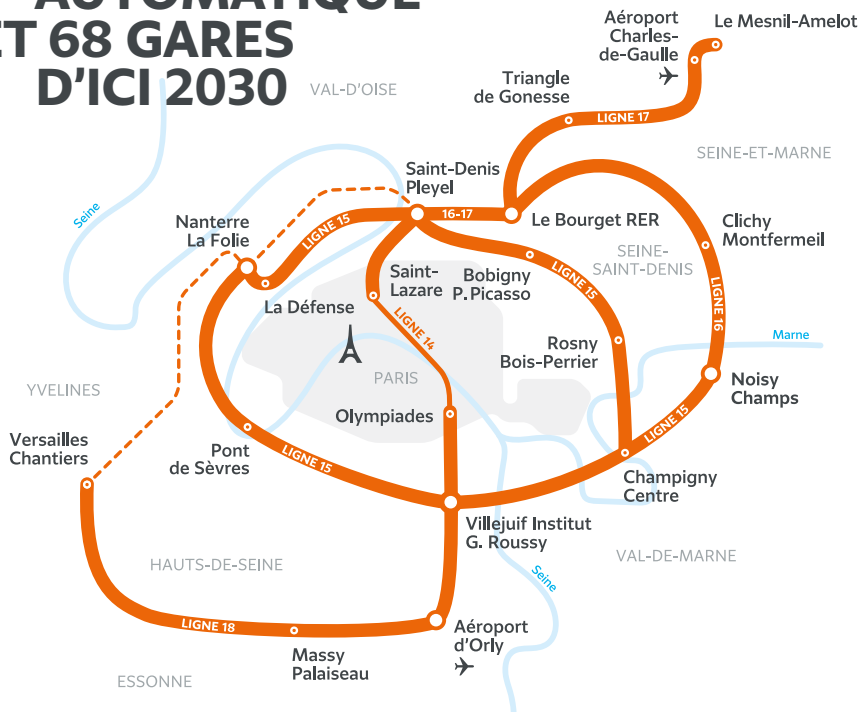 AUTOMATIQUE
ET 68 GARES
D'ICI 2030
VAL-D'OISE
Aéroport
Charles-
de-Gaulle
Le Mesnil-Amelot
Triangle
de Gonesse
LIGNE 17
SEINE-ET-MARNE
Saint-Denis
Pleyel
Seine
Nanterre
La Folie
LIGNE 15
16-17
Le Bourget RER
Clichy
Montfermeil
SEINE-
SAINT-DENIS
Saint-
Lazare
Bobigny
P. Picasso
LIGNE 15
La Défense
LIGNE 14
LIGNE 16
Rosny
Bois-Perrier
Marne
PARIS
YVELINES
Noisy
Champs
Olympiades
LIGNE 15
Versailles
Chantiers
Pont
de Sèvres
LIGNE 15
Champigny
Centre
Villejuif Institut
G. Roussy
VAL-DE-MARNE
HAUTS-DE-SEINE
Seine
LIGNE 18
Aéroport
d'Orly
Massy
Palaiseau
ESSONNE